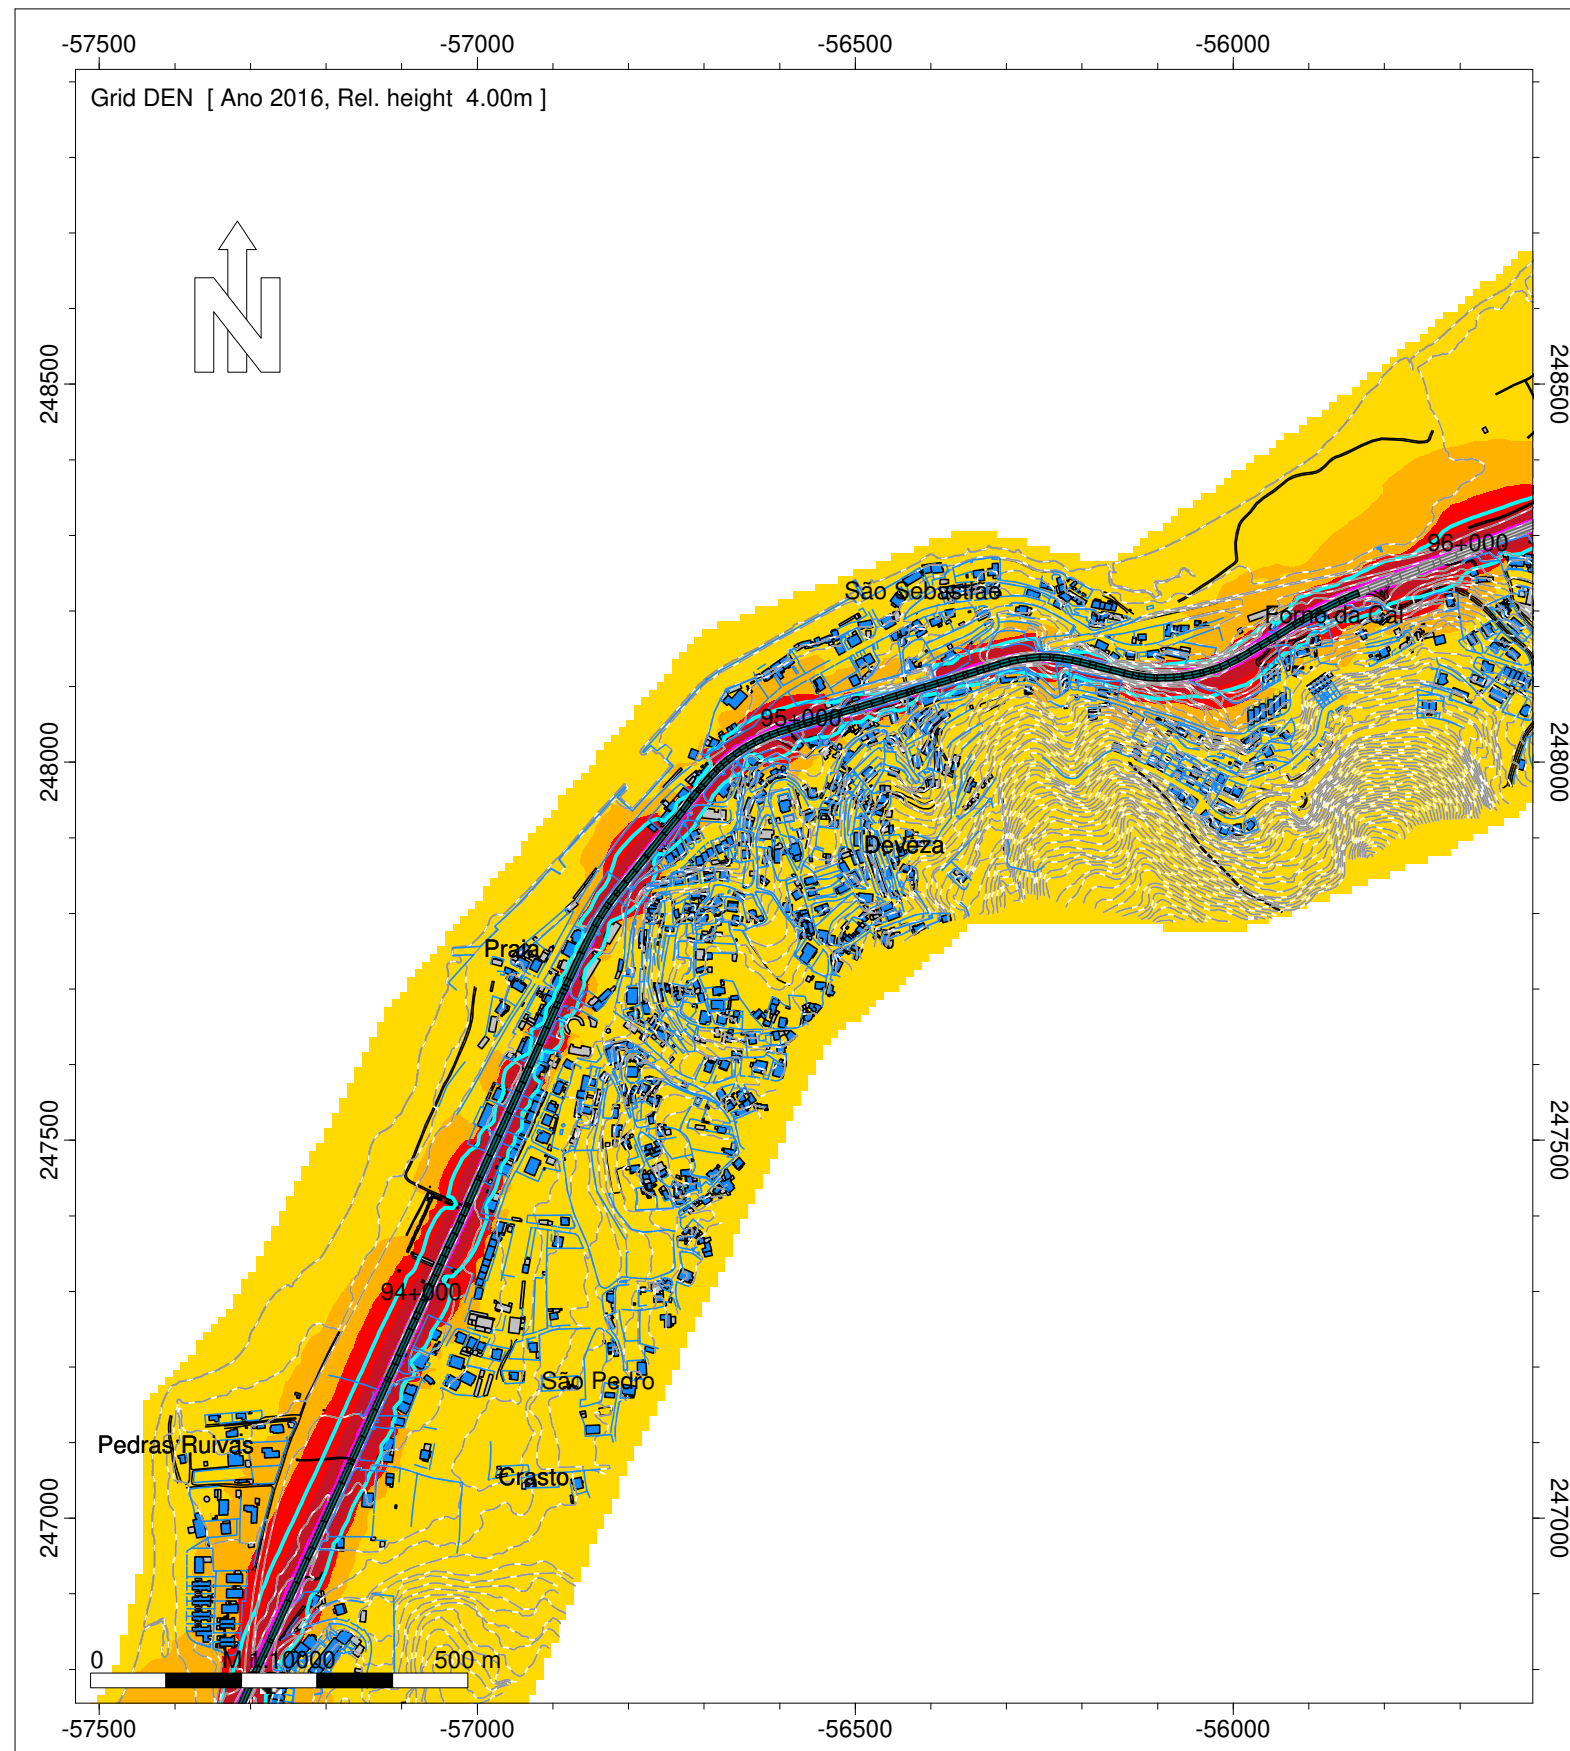 -57500 -57000 -56500 -56000
Grid DEN [ Ano 2016, Rel. height 4.00m ]
N
248500 248500
96+000
São Sebastiao
Forno da Cal
95+000
248000 248000
Deveza
Praia
247500 247500
94+000
São Pedro
Pedras Ruivas
Crasto
247000 247000
0 M 1:10000 500 m
-57500 -57000 -56500 -56000